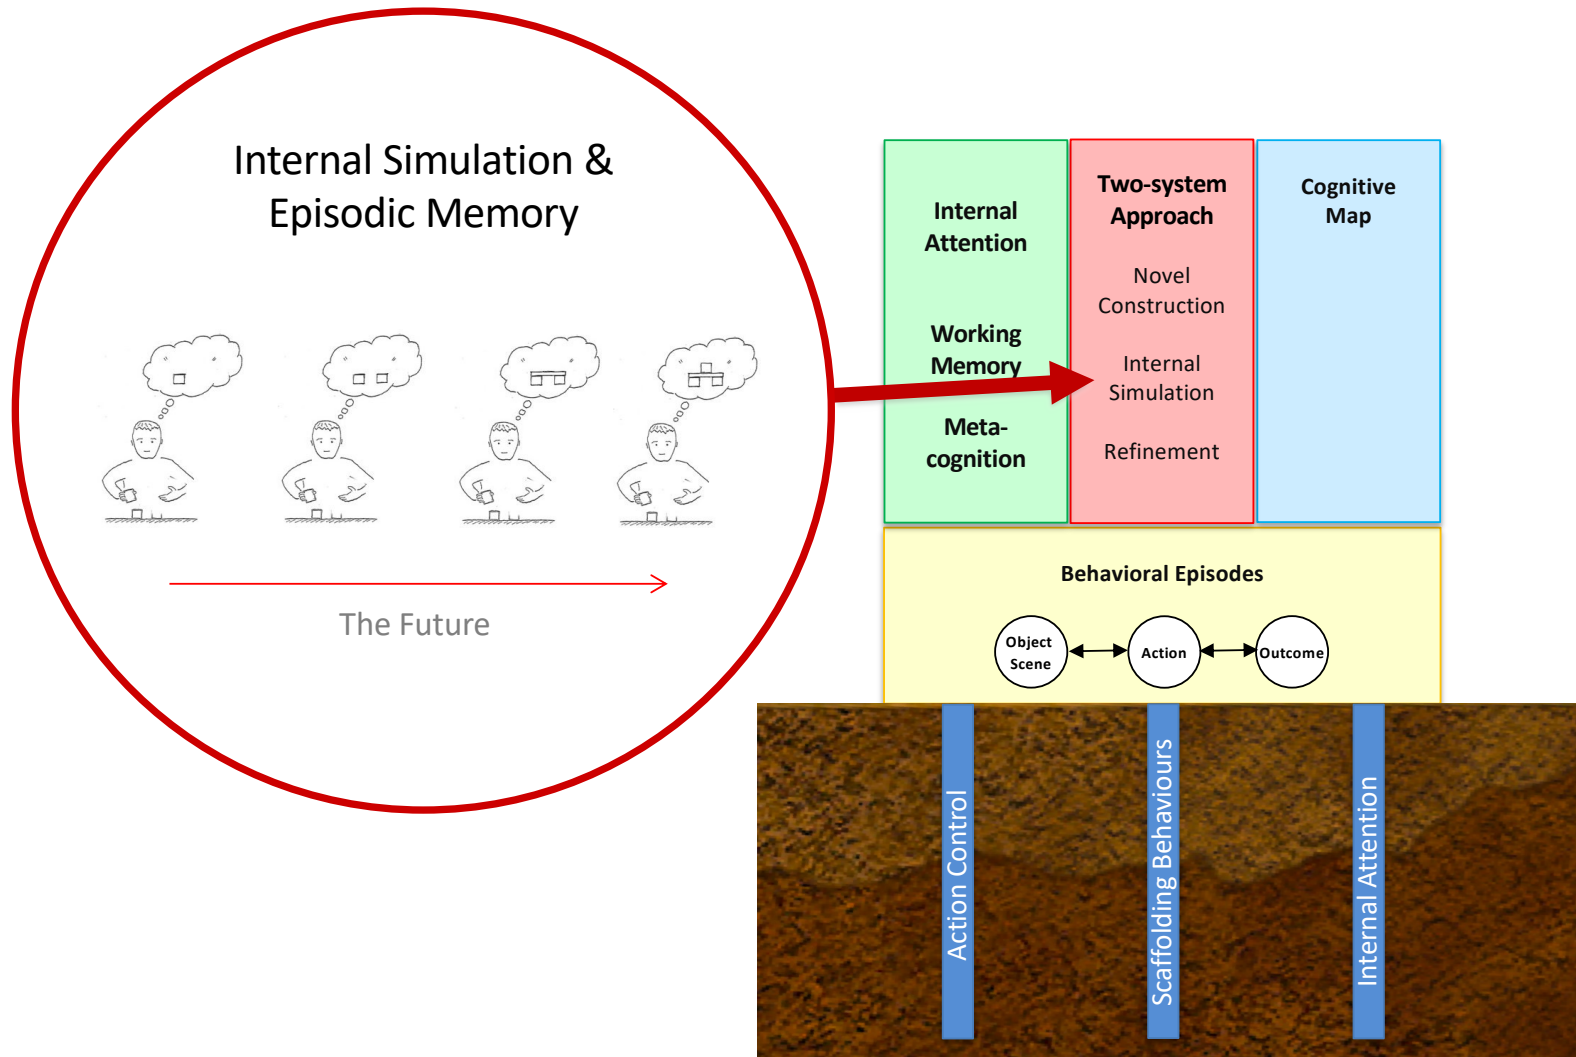 Internal Simulation &
Episodic Memory
The Future
Internal
Attention
Working
Memory
Meta-
cognition
Two-system
Approach
Novel
Construction
Internal
Simulation
Refinement
Cognitive
Map
Behavioral Episodes
Object
Scene
Action
Outcome
Action Control
Scaffolding Behaviours
Internal Attention